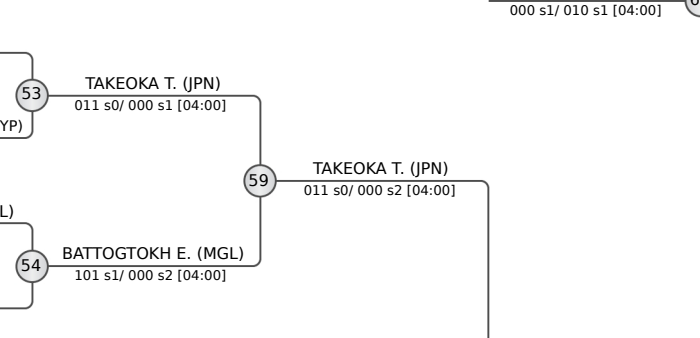 000 s1/ 010 s1 [04:00]
TAKEOKA T. (JPN)
53
011 s0/ 000 s1 [04:00]
YP)
TAKEOKA T. (JPN)
59
011 s0/ 000 s2 [04:00]
L)
BATTOGTOKH E. (MGL)
54
101 s1/ 000 s2 [04:00]